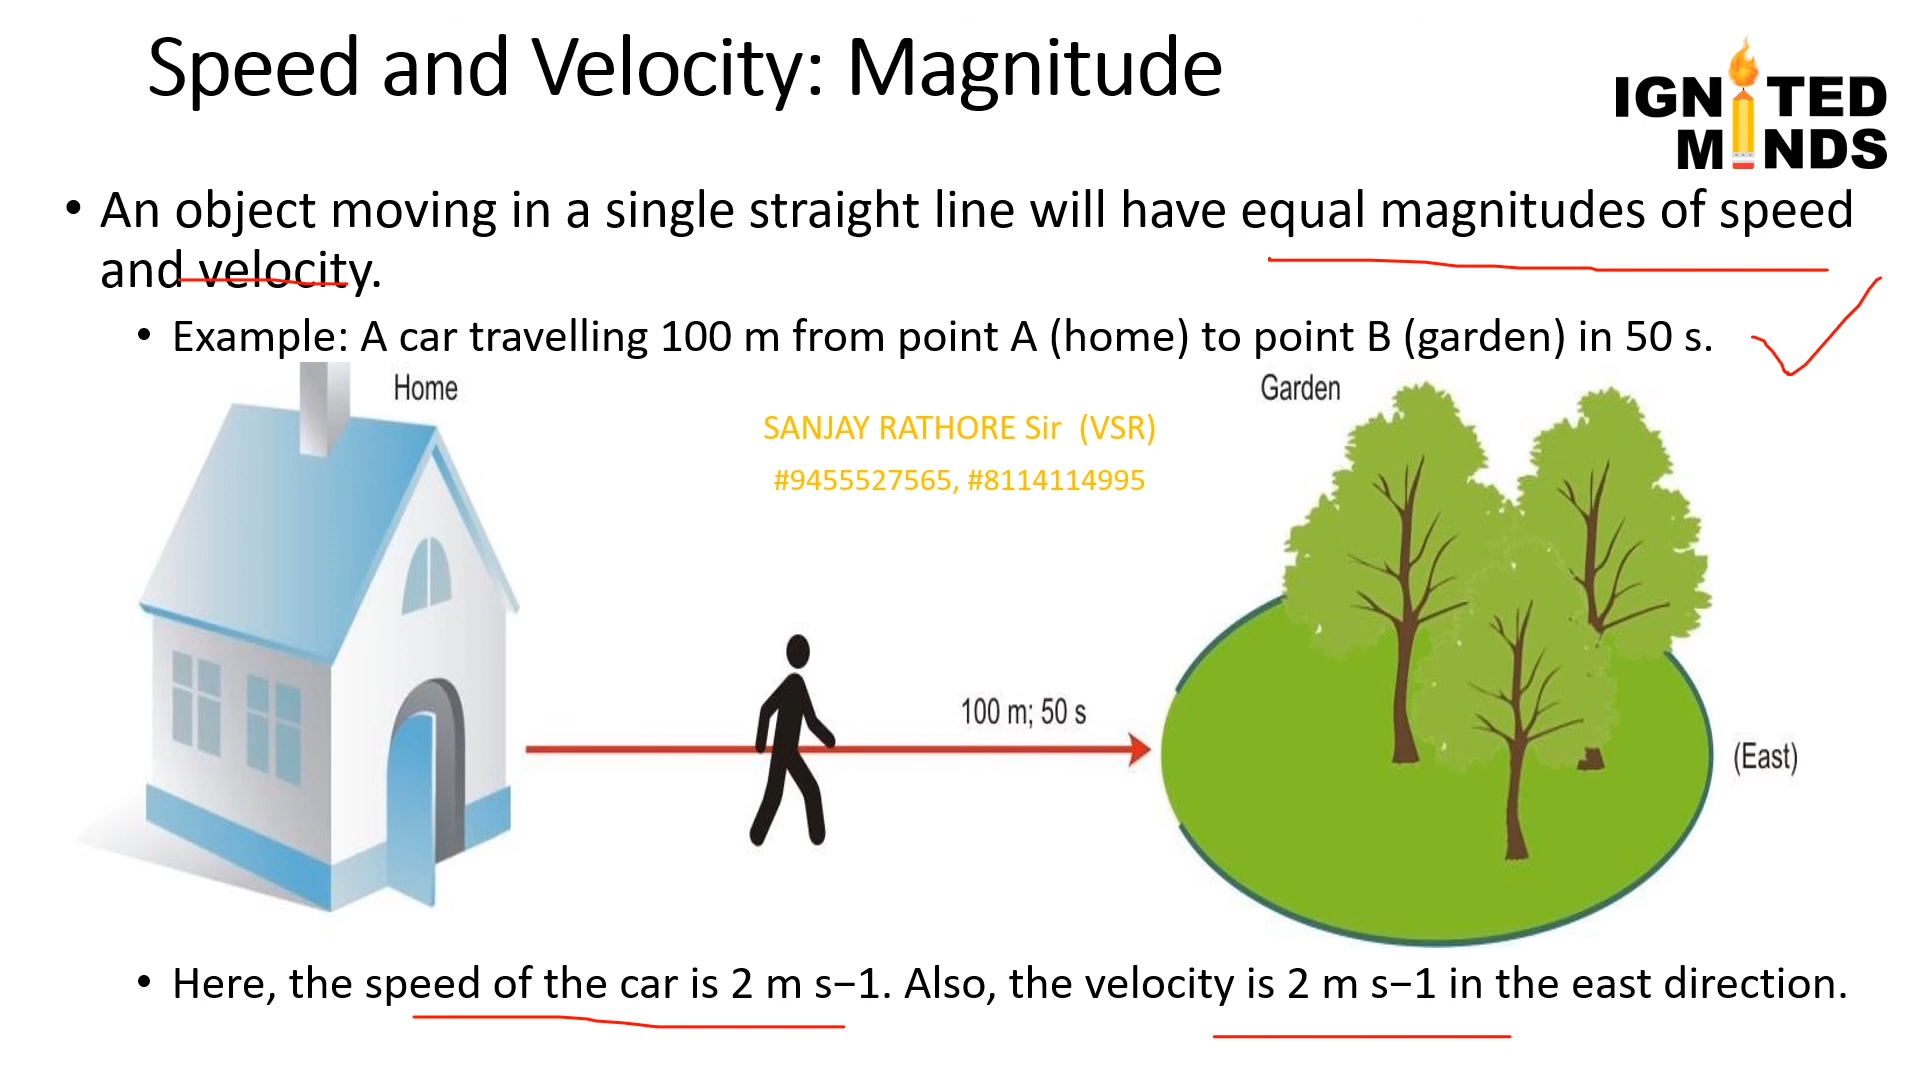 Speed and Velocity: Magnitude
IGNITED
MINDS
• An object moving in a single straight line will have equal magnitudes of speed
and velocity.
• Example: A car travelling 100 m from point A (home) to point B (garden) in 50 s.
Home
Garden
SANJAY RATHORE Sir (VSR)
#9455527565, #8114114995
100 m; 50 s
(East)
• Here, the speed of the car is 2 m s−1. Also, the velocity is 2 m s−1 in the east direction.